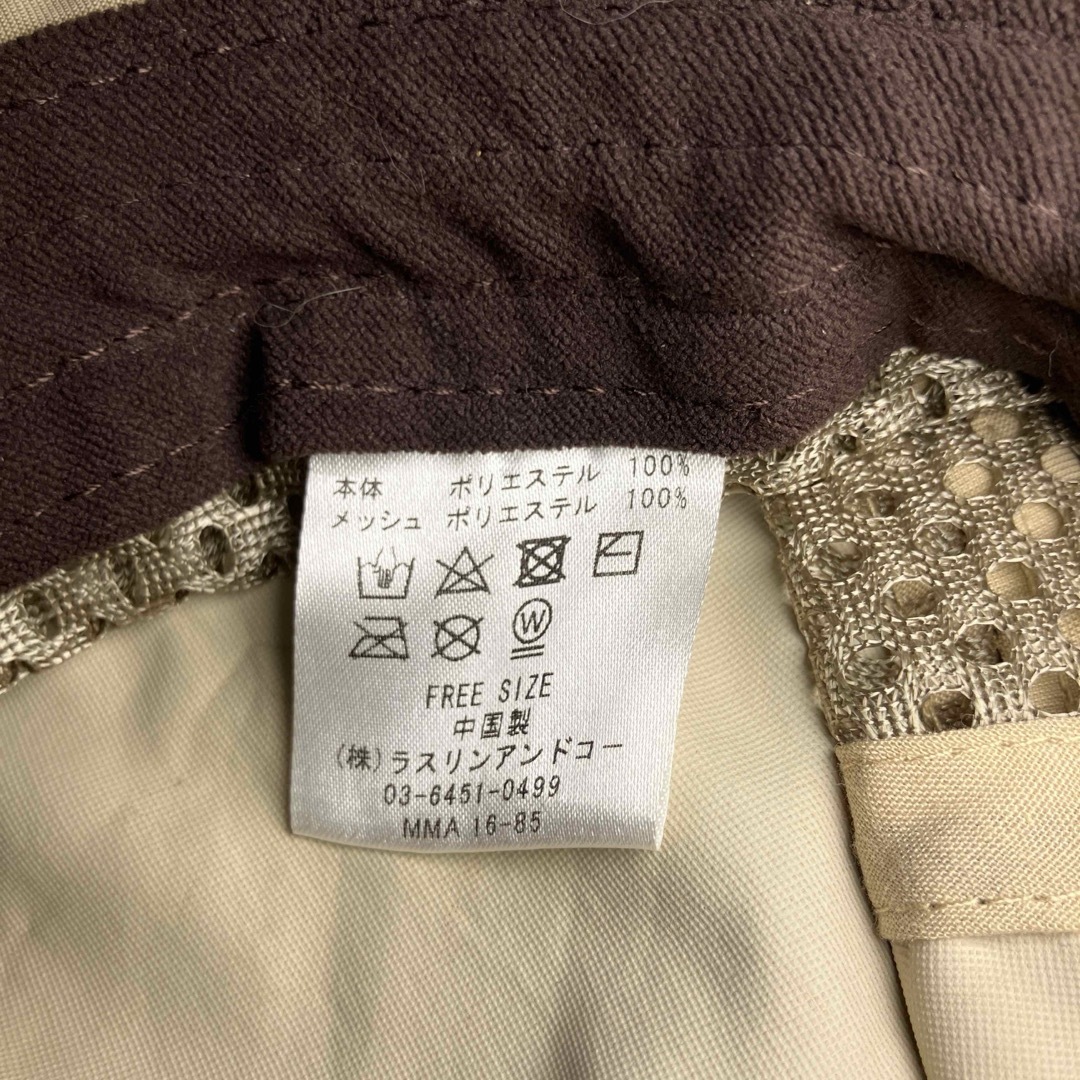 本体 ポリエステル 100%
メッシュ ポリエステル 100%
W
FREE SIZE
中国製
(株)ラスリンアンドコー
03-6451-0499
MMA 16-85